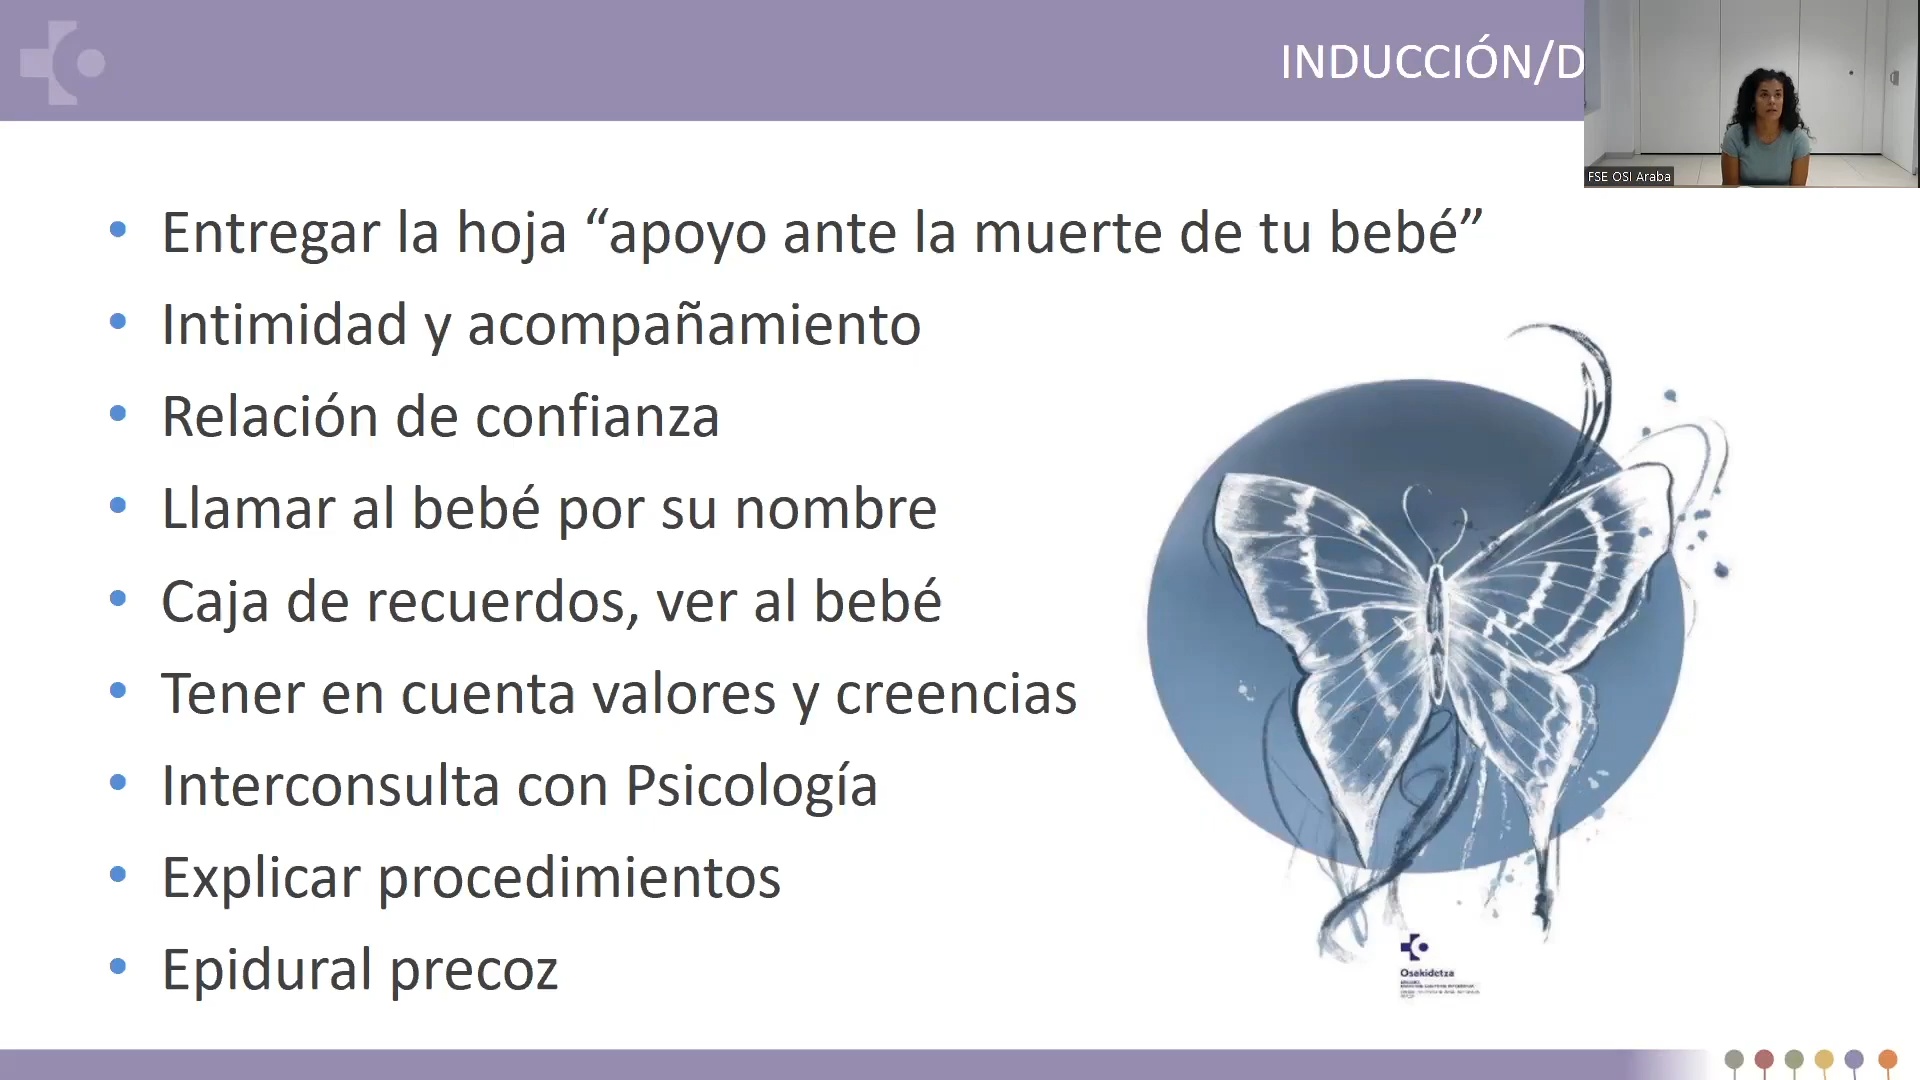 INDUCCIÓN/D
FSE OSI Araba
• Entregar la hoja “apoyo ante la muerte de tu bebé”
• Intimidad y acompañamiento
• Relación de confianza
• Llamar al bebé por su nombre
• Caja de recuerdos, ver al bebé
• Tener en cuenta valores y creencias
• Interconsulta con Psicología
• Explicar procedimientos
• Epidural precoz
Osakidetza